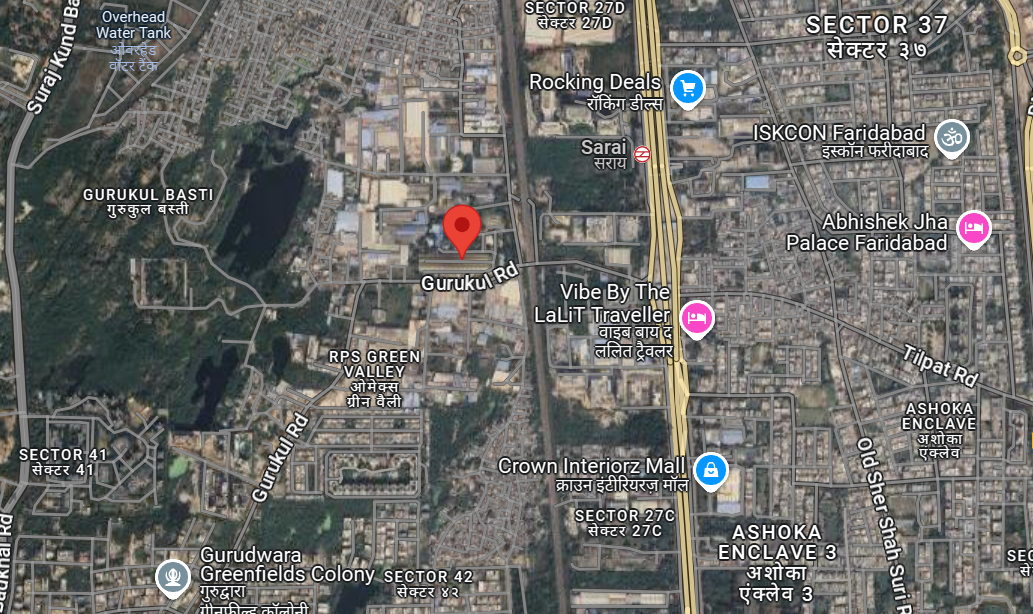 SECTOR 27D
सेक्टर 27D
Overhead
Water Tank
ओवरहेड
वॉटर टैंक
SECTOR 37
सेक्टर ३७
Suraj Kund Ba
Rocking Deals
रॉकिंग डील्स
ISKCON Faridabad
इस्कॉन फरीदाबाद
Sarai
सराय
GURUKUL BASTI
गुरुकुल बस्ती
Abhishek Jha
Palace Faridabad
Gurukul Rd
Vibe By The
LaLiT Traveller
वाइब बाय द
ललित ट्रैवलर
RPS GREEN
VALLEY
ओमेक्स
ग्रीन वैली
Tilpat Rd
ASHOKA
ENCLAVE
अशोका
एंक्लेव
Gurukul Rd
SECTOR 41
सेक्टर 41
Crown Interiorz Mall
क्राउन इंटीरियरज़ मॉल
Old Sher Shah Suri R
SECTOR 27C
सेक्टर 27C
Badkhal Rd
ASHOKA
ENCLAVE 3
अशोका
एंक्लेव 3
Gurudwara
Greenfields Colony
गुरुद्वारा
ग्रीनफील्ड कॉलोनी
SECTOR 42
सेक्टर ४२
SEC